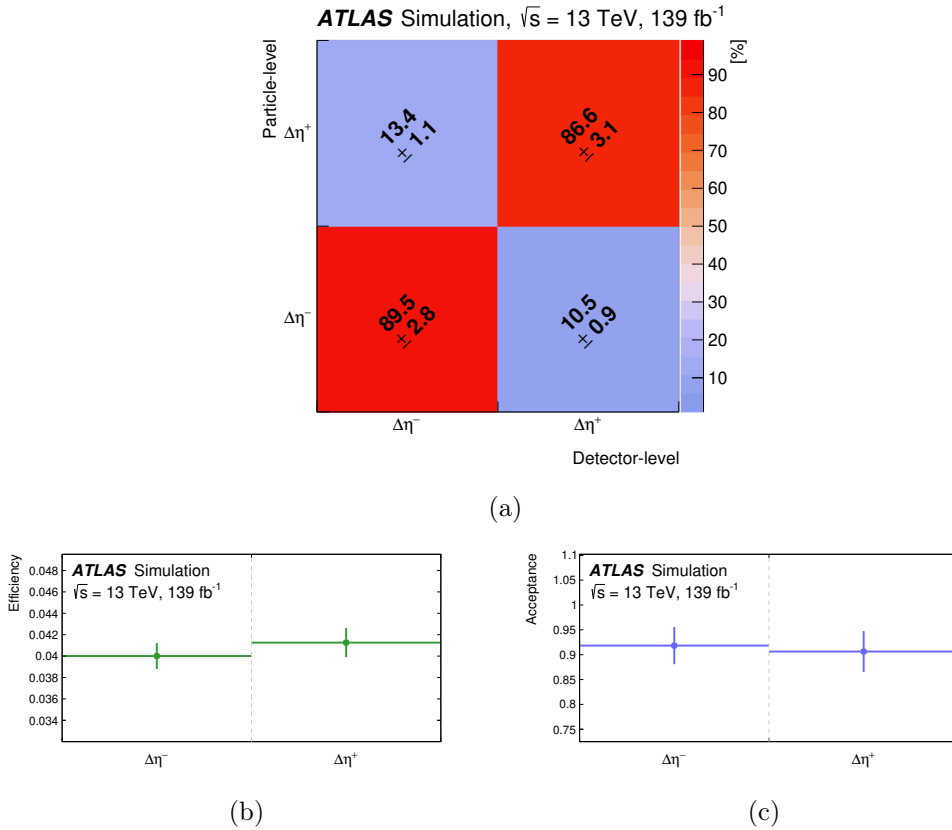 ATLAS Simulation, √s = 13 TeV, 139 fb⁻¹
Particle-level
[%]
90
80
70
60
50
40
30
20
10
Δη⁺
13.4
± 1.1
86.6
± 3.1
Δη⁻
89.5
± 2.8
10.5
± 0.9
Δη⁻ Δη⁺
Detector-level
(a)
Efficiency
ATLAS Simulation
√s = 13 TeV, 139 fb⁻¹
0.048
0.046
0.044
0.042
0.04
0.038
0.036
0.034
Δη⁻ Δη⁺
(b)
Acceptance
ATLAS Simulation
√s = 13 TeV, 139 fb⁻¹
1.1
1.05
1
0.95
0.9
0.85
0.8
0.75
Δη⁻ Δη⁺
(c)